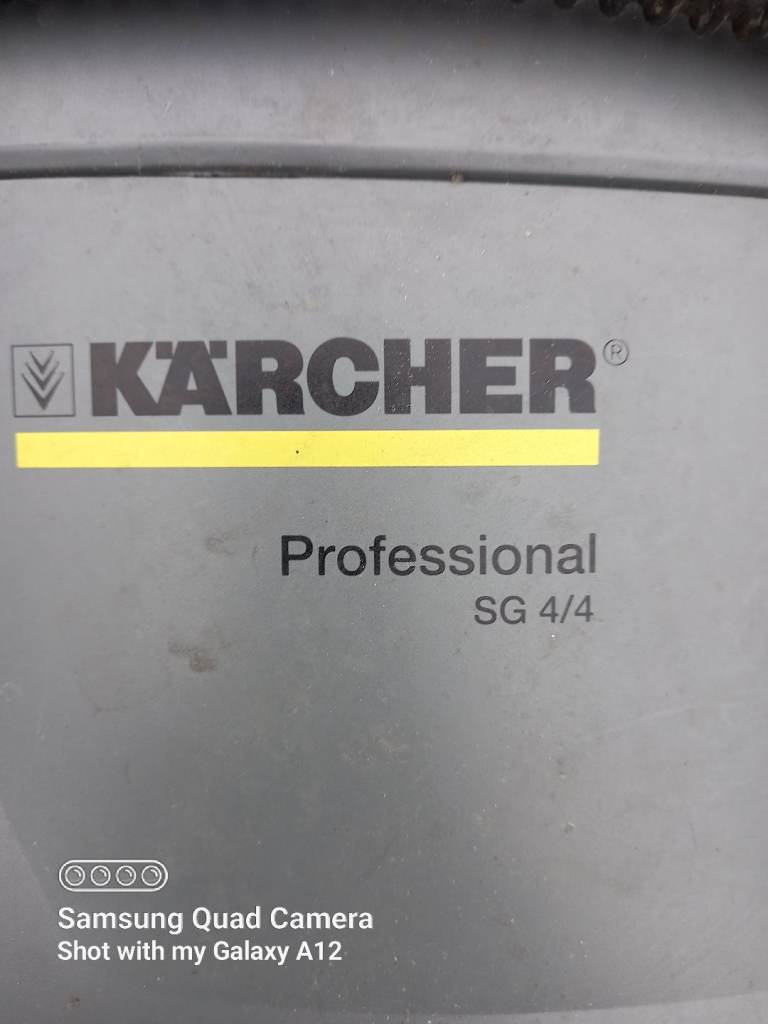 KÄRCHER®
Professional
SG 4/4
Samsung Quad Camera
Shot with my Galaxy A12